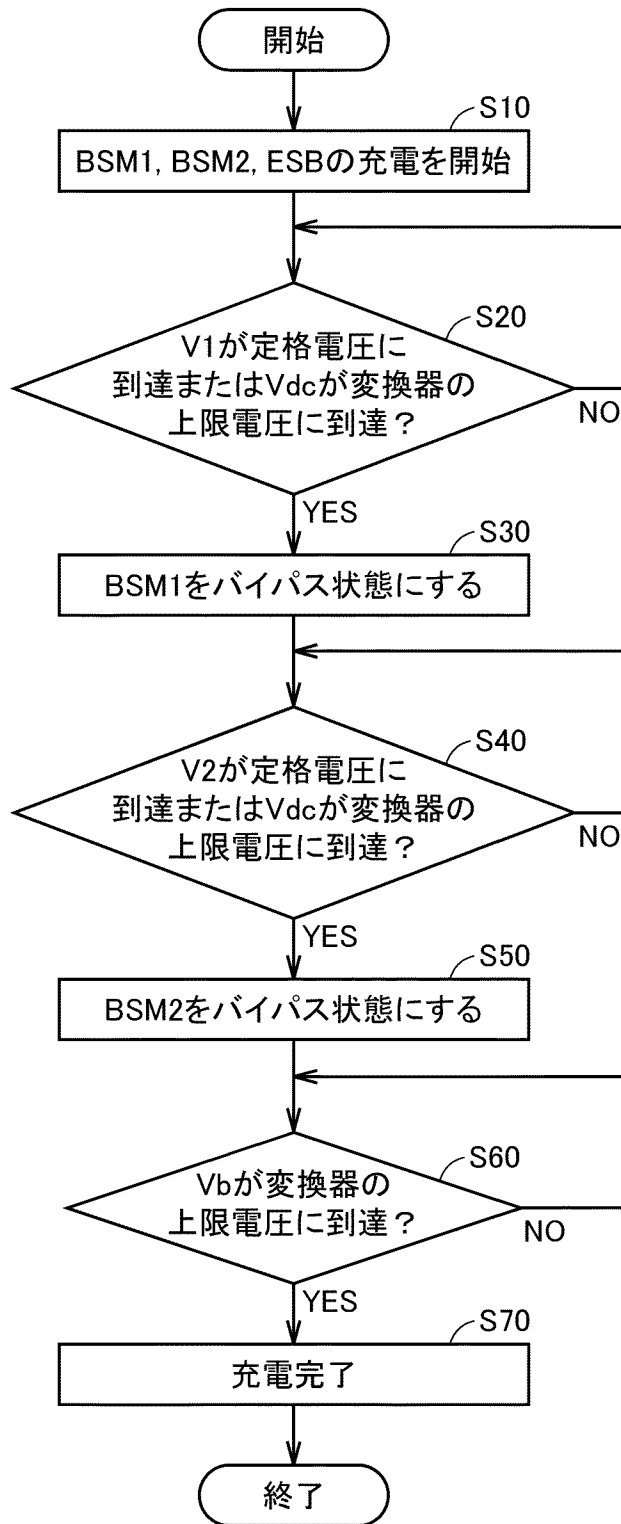 開始
S10
BSM1, BSM2, ESBの充電を開始
S20
V1が定格電圧に
到達またはVdcが変換器の
上限電圧に到達？
NO
YES
S30
BSM1をバイパス状態にする
S40
V2が定格電圧に
到達またはVdcが変換器の
上限電圧に到達？
NO
YES
S50
BSM2をバイパス状態にする
S60
Vbが変換器の
上限電圧に到達？
NO
YES
S70
充電完了
終了